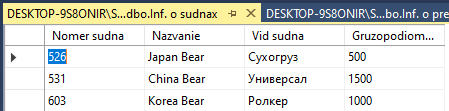 DESKTOP-9S8ONIR\S...dbo.Inf. o sudnax DESKTOP-9S8ONIR\S...bo.Inf. o pre
Nomer sudna Nazvanie Vid sudna Gruzopodiom...
526 Japan Bear Сухогруз 500
531 China Bear Универсал 1500
603 Korea Bear Ролкер 1000